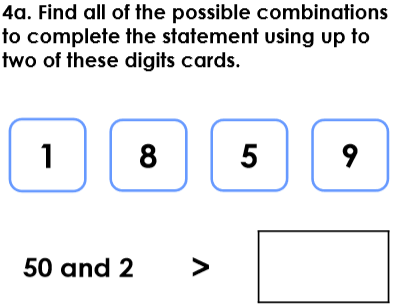 4a. Find all of the possible combinations
to complete the statement using up to
two of these digits cards.
1 8 5 9
50 and 2 >